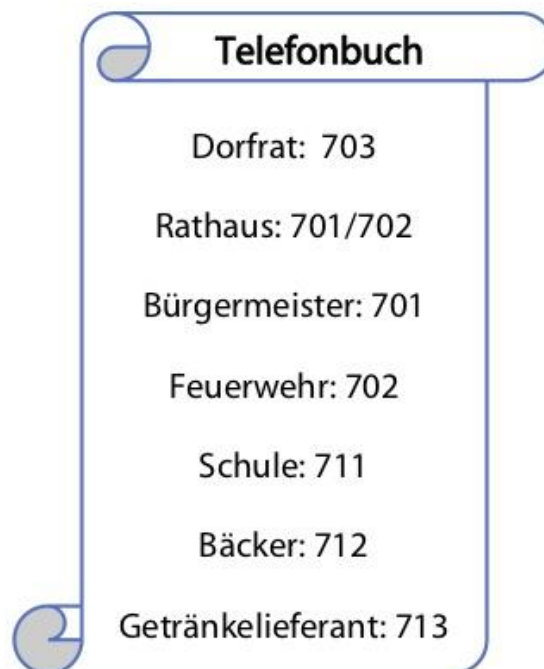 Telefonbuch
Dorfrat: 703
Rathaus: 701/702
Bürgermeister: 701
Feuerwehr: 702
Schule: 711
Bäcker: 712
Getränkelieferant: 713